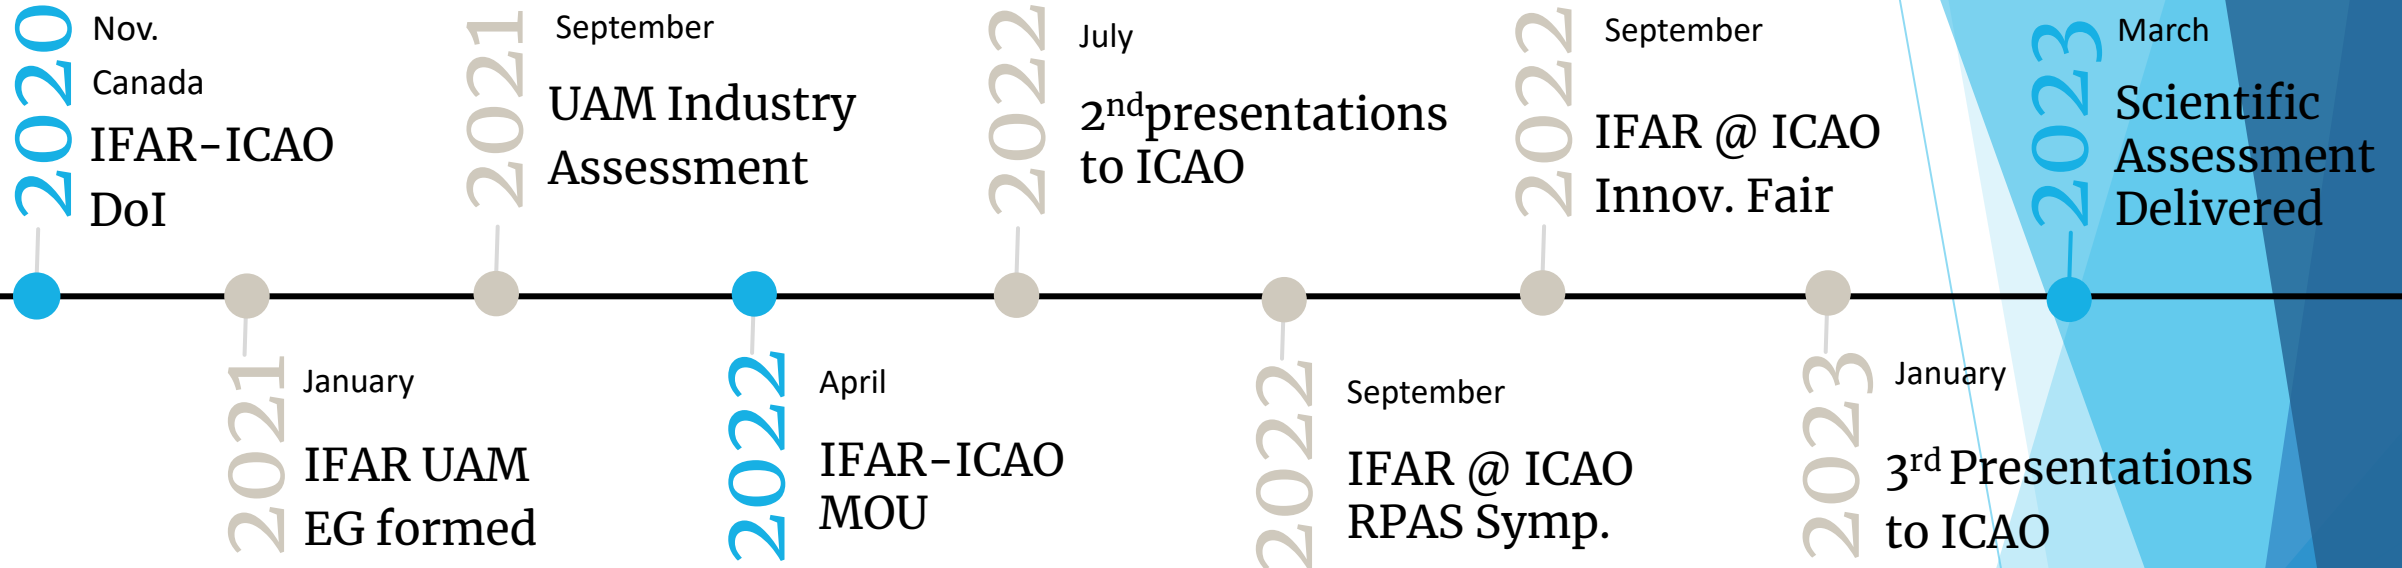 2020
Nov.
Canada
IFAR-ICAO
DoI
2021
January
IFAR UAM
EG formed
2021
September
UAM Industry
Assessment
2022
April
IFAR-ICAO
MOU
2022
July
2nd presentations
to ICAO
2022
September
IFAR @ ICAO
RPAS Symp.
2022
September
IFAR @ ICAO
Innov. Fair
2023
January
3rd Presentations
to ICAO
2023
March
Scientific
Assessment
Delivered